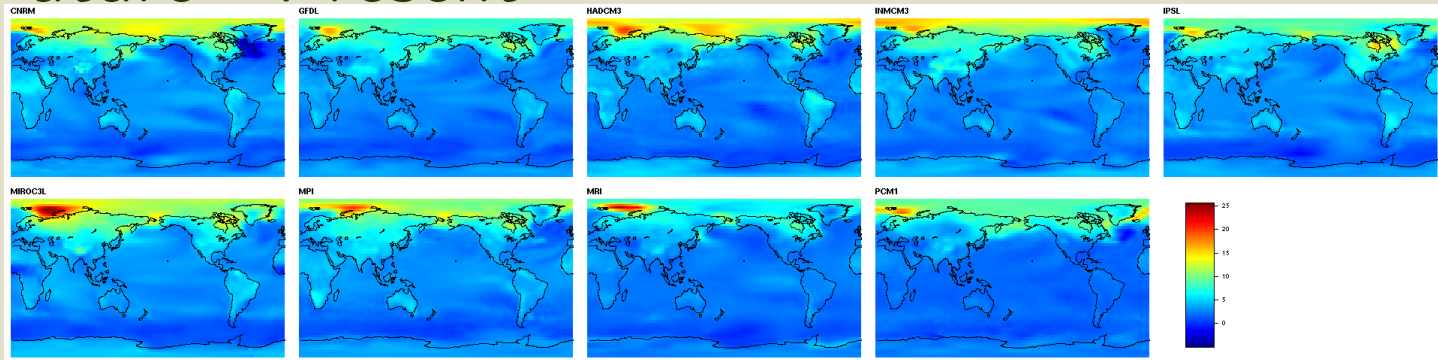 CNRM
GFDL
HADCM3
INMCM3
IPSL
MIROC3L
MPI
MRI
PCM1
25
20
15
10
5
0